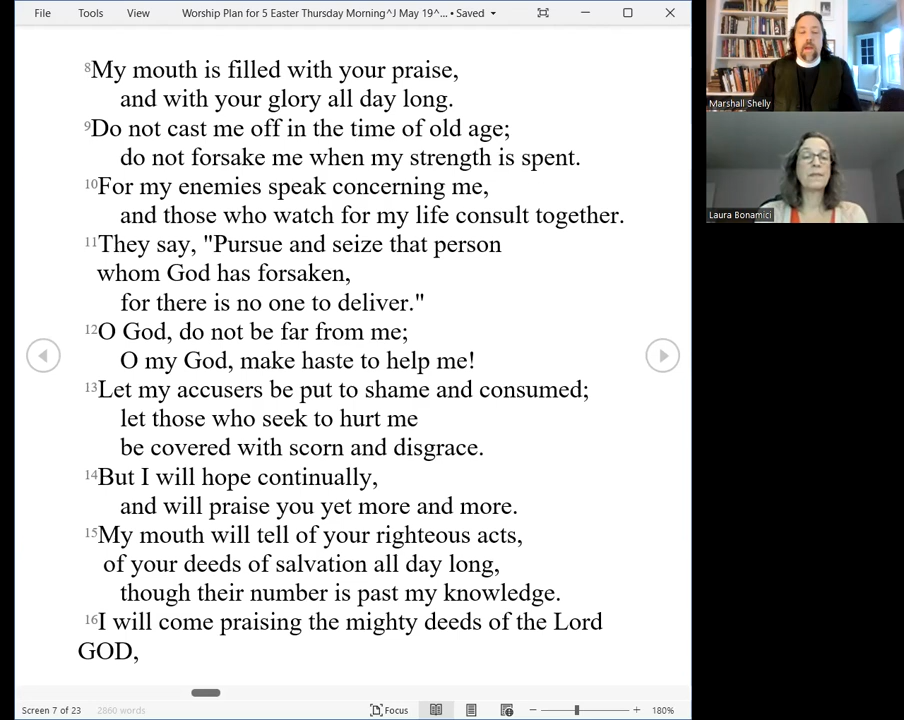 File Tools View Worship Plan for 5 Easter Thursday Morning^J May 19^... • Saved
8My mouth is filled with your praise,
and with your glory all day long.
9Do not cast me off in the time of old age;
do not forsake me when my strength is spent.
10For my enemies speak concerning me,
and those who watch for my life consult together.
11They say, "Pursue and seize that person
whom God has forsaken,
for there is no one to deliver."
12O God, do not be far from me;
O my God, make haste to help me!
13Let my accusers be put to shame and consumed;
let those who seek to hurt me
be covered with scorn and disgrace.
14But I will hope continually,
and will praise you yet more and more.
15My mouth will tell of your righteous acts,
of your deeds of salvation all day long,
though their number is past my knowledge.
16I will come praising the mighty deeds of the Lord
GOD,
Screen 7 of 23 2860 words Focus 180%
Marshall Shelly
Laura Bonamici